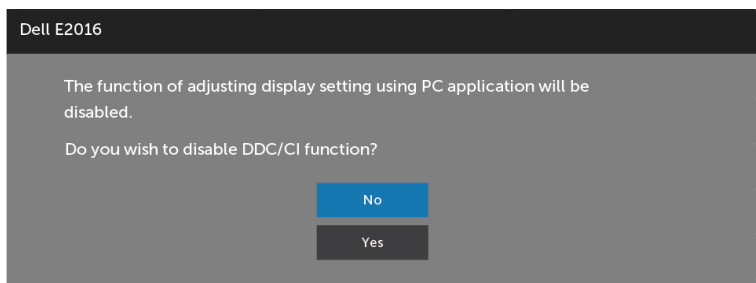 Dell E2016
The function of adjusting display setting using PC application will be
disabled.
Do you wish to disable DDC/CI function?
No
Yes